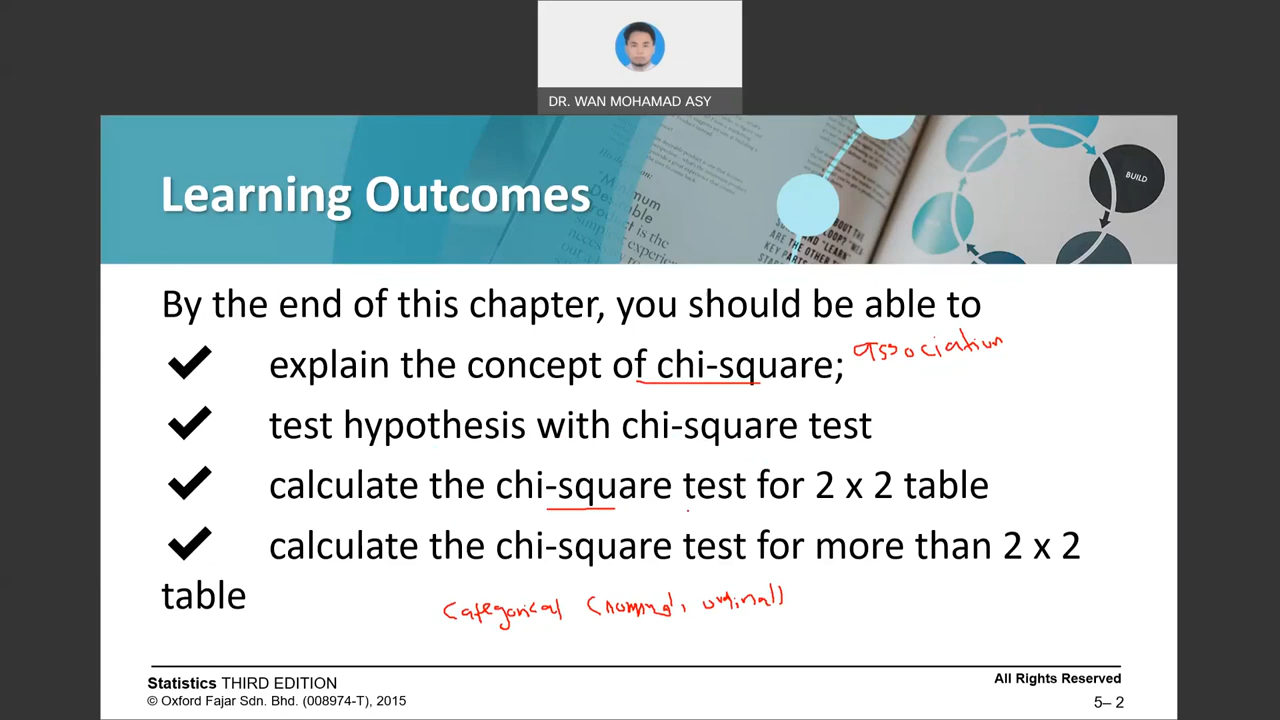 DR. WAN MOHAMAD ASY
BUILD
Learning Outcomes
By the end of this chapter, you should be able to
✔ explain the concept of chi-square; association
✔ test hypothesis with chi-square test
✔ calculate the chi-square test for 2 x 2 table
✔ calculate the chi-square test for more than 2 x 2
table
Categorical (nominal, ordinal)
Statistics THIRD EDITION
© Oxford Fajar Sdn. Bhd. (008974-T), 2015
All Rights Reserved
5– 2